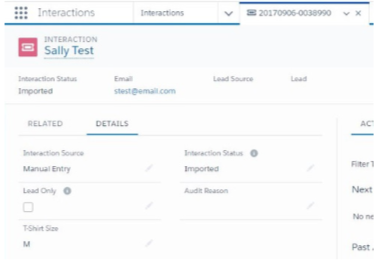 Interactions Interactions 20170906-0038990
INTERACTION
Sally Test
Interaction Status Email Lead Source Lead
Imported stest@email.com
RELATED DETAILS AC
Interaction Source Interaction Status
Manual Entry Imported Filter T
Lead Only Audit Reason
Next
No ne
T-Shirt Size
M Past